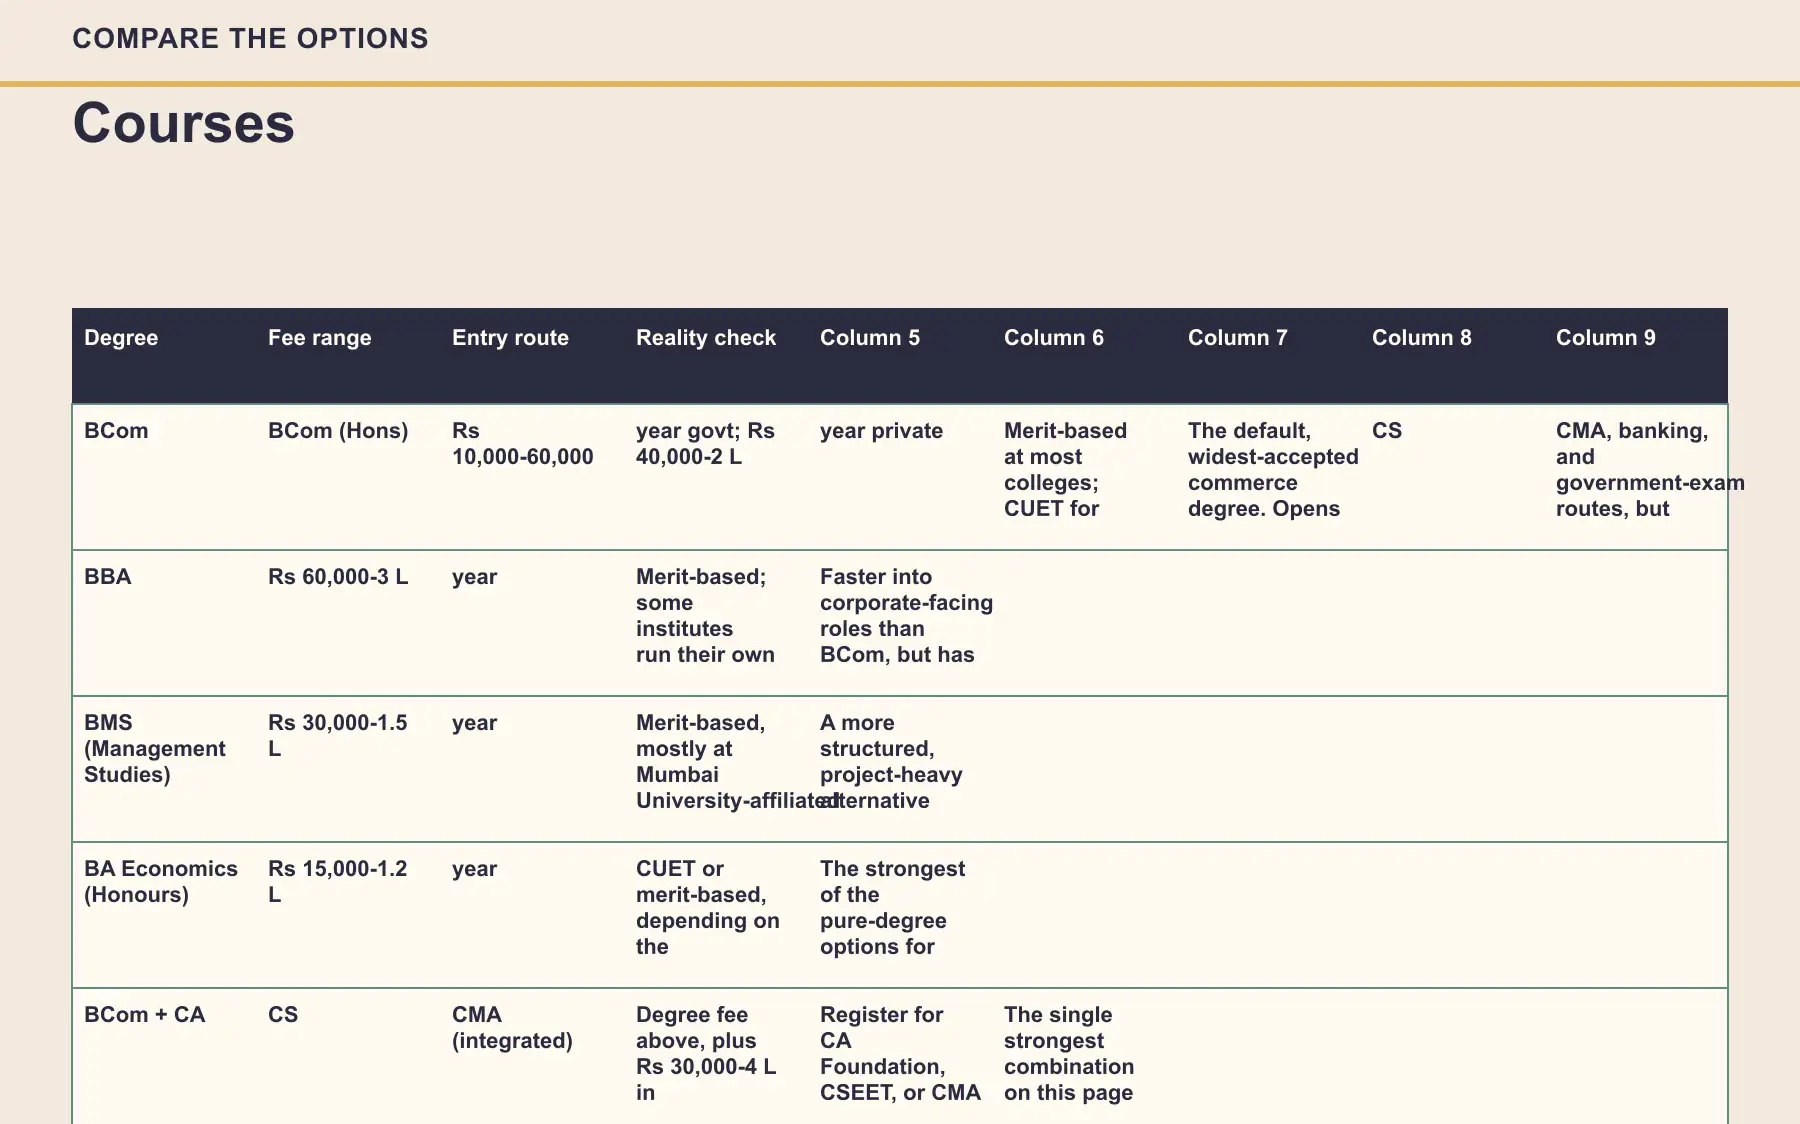 COMPARE THE OPTIONS
Courses
Degree Fee range Entry route Reality check Column 5 Column 6 Column 7 Column 8 Column 9
BCom BCom (Hons) Rs year govt; Rs year private Merit-based The default, CS CMA, banking,
10,000-60,000 40,000-2 L at most widest-accepted and
colleges; commerce government-exam
CUET for degree. Opens routes, but
BBA Rs 60,000-3 L year Merit-based; Faster into
some corporate-facing
institutes roles than
run their own BCom, but has
BMS Rs 30,000-1.5 year Merit-based, A more
(Management L mostly at structured,
Studies) Mumbai project-heavy
University-affiliated alternative
BA Economics Rs 15,000-1.2 year CUET or The strongest
(Honours) L merit-based, of the
depending on pure-degree
the options for
BCom + CA CS CMA Degree fee Register for The single
(integrated) above, plus CA strongest
Rs 30,000-4 L Foundation, combination
in CSEET, or CMA on this page